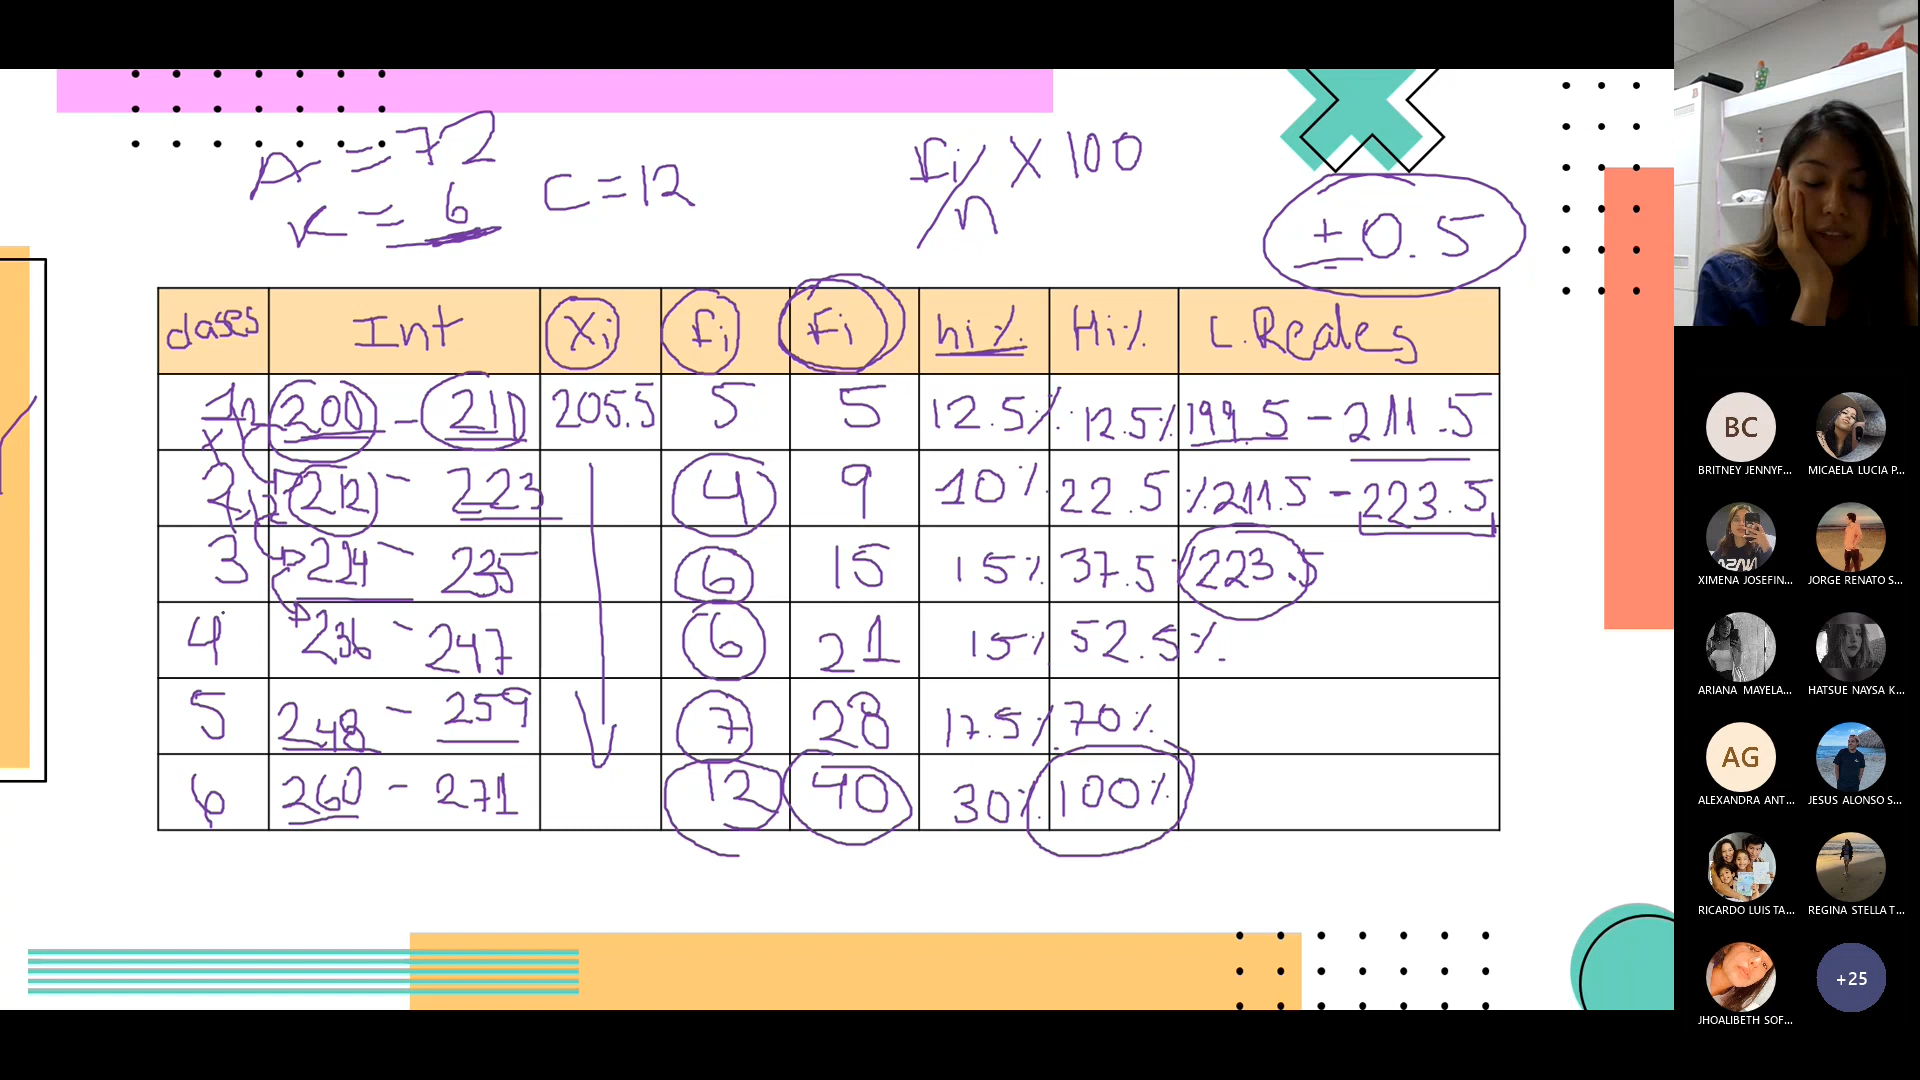 A = 72
K = 6
C = 12
fi/n X 100
± 0.5
clases Int Xi fi Fi hi% Hi% L.Reales
1 200 - 211 205.5 5 5 12.5% 12.5% 199.5 - 211.5
2 212 - 223 4 9 10% 22.5% 211.5 - 223.5
3 224 - 235 6 15 15% 37.5 223.5
4 236 - 247 6 21 15% 52.5%
5 248 - 259 7 28 17.5% 70%
6 260 - 271 12 40 30% 100%
BC
BRITNEY JENNYF...
MICAELA LUCIA P...
XIMENA JOSEFIN...
JORGE RENATO S...
ARIANA MAYELA...
HATSUE NAYSA K...
AG
ALEXANDRA ANT...
JESUS ALONSO S...
RICARDO LUIS TA...
REGINA STELLA T...
JHOALIBETH SOF...
+25